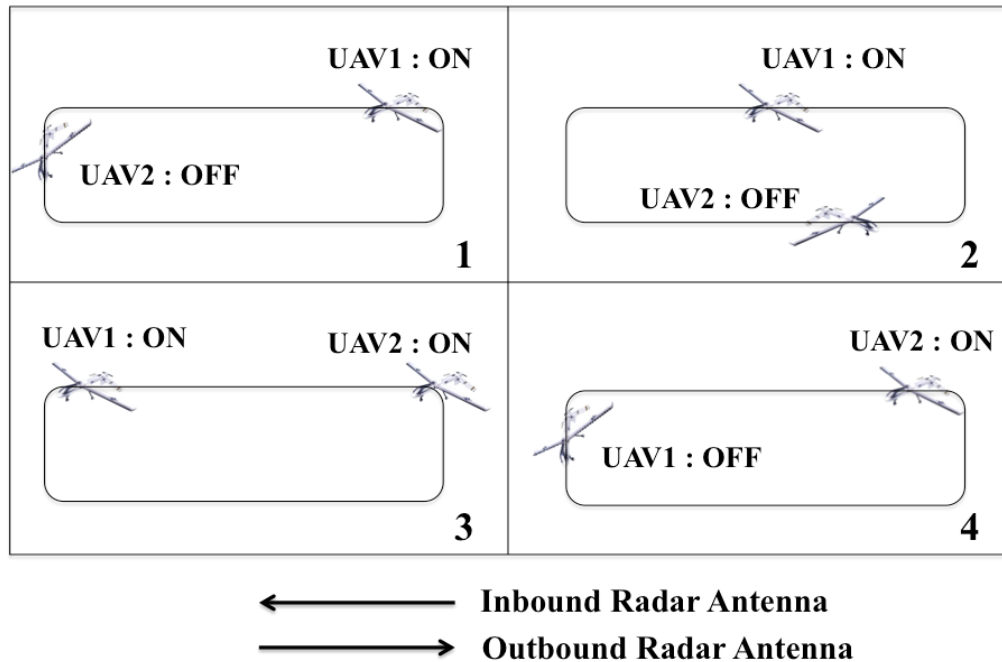 UAV1 : ON
UAV2 : OFF
1
UAV1 : ON
UAV2 : OFF
2
UAV1 : ON
UAV2 : ON
3
UAV2 : ON
UAV1 : OFF
4
Inbound Radar Antenna
Outbound Radar Antenna